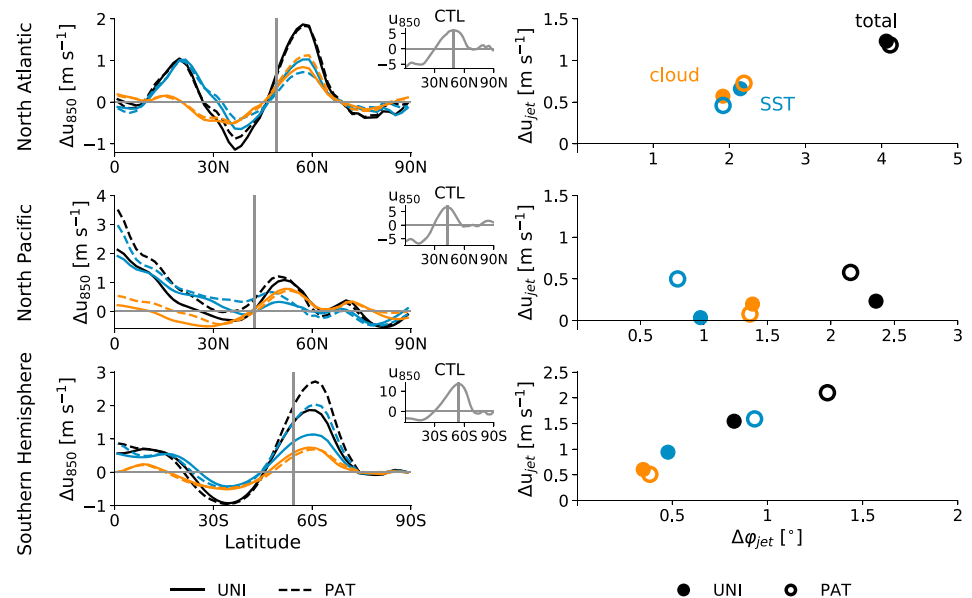 North Atlantic
Δu850 [m s−1]
2
1
0
−1
0 30N 60N 90N
u850 CTL
5
0
−5
30N 60N 90N
Δujet [m s−1]
1.5
1
0.5
0
1 2 3 4 5
total
cloud
SST
North Pacific
Δu850 [m s−1]
4
3
2
1
0
0 30N 60N 90N
u850 CTL
5
0
−5
30N 60N 90N
Δujet [m s−1]
1.5
1
0.5
0
0.5 1 1.5 2 2.5 3
Southern Hemisphere
Δu850 [m s−1]
3
2
1
0
−1
0 30S 60S 90S
Latitude
u850 CTL
10
0
30S 60S 90S
Δujet [m s−1]
2.5
2
1.5
1
0.5
0
0.5 1 1.5 2
Δφjet [°]
UNI PAT
UNI PAT